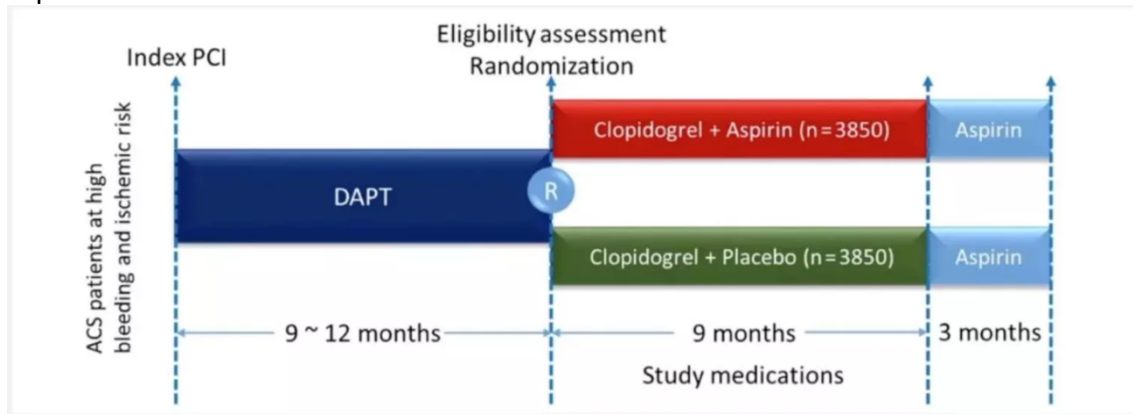 Eligibility assessment
Randomization
Index PCI
ACS patients at high
bleeding and ischemic risk
DAPT
R
Clopidogrel + Aspirin (n=3850)
Aspirin
Clopidogrel + Placebo (n=3850)
Aspirin
9 ~ 12 months
9 months
3 months
Study medications